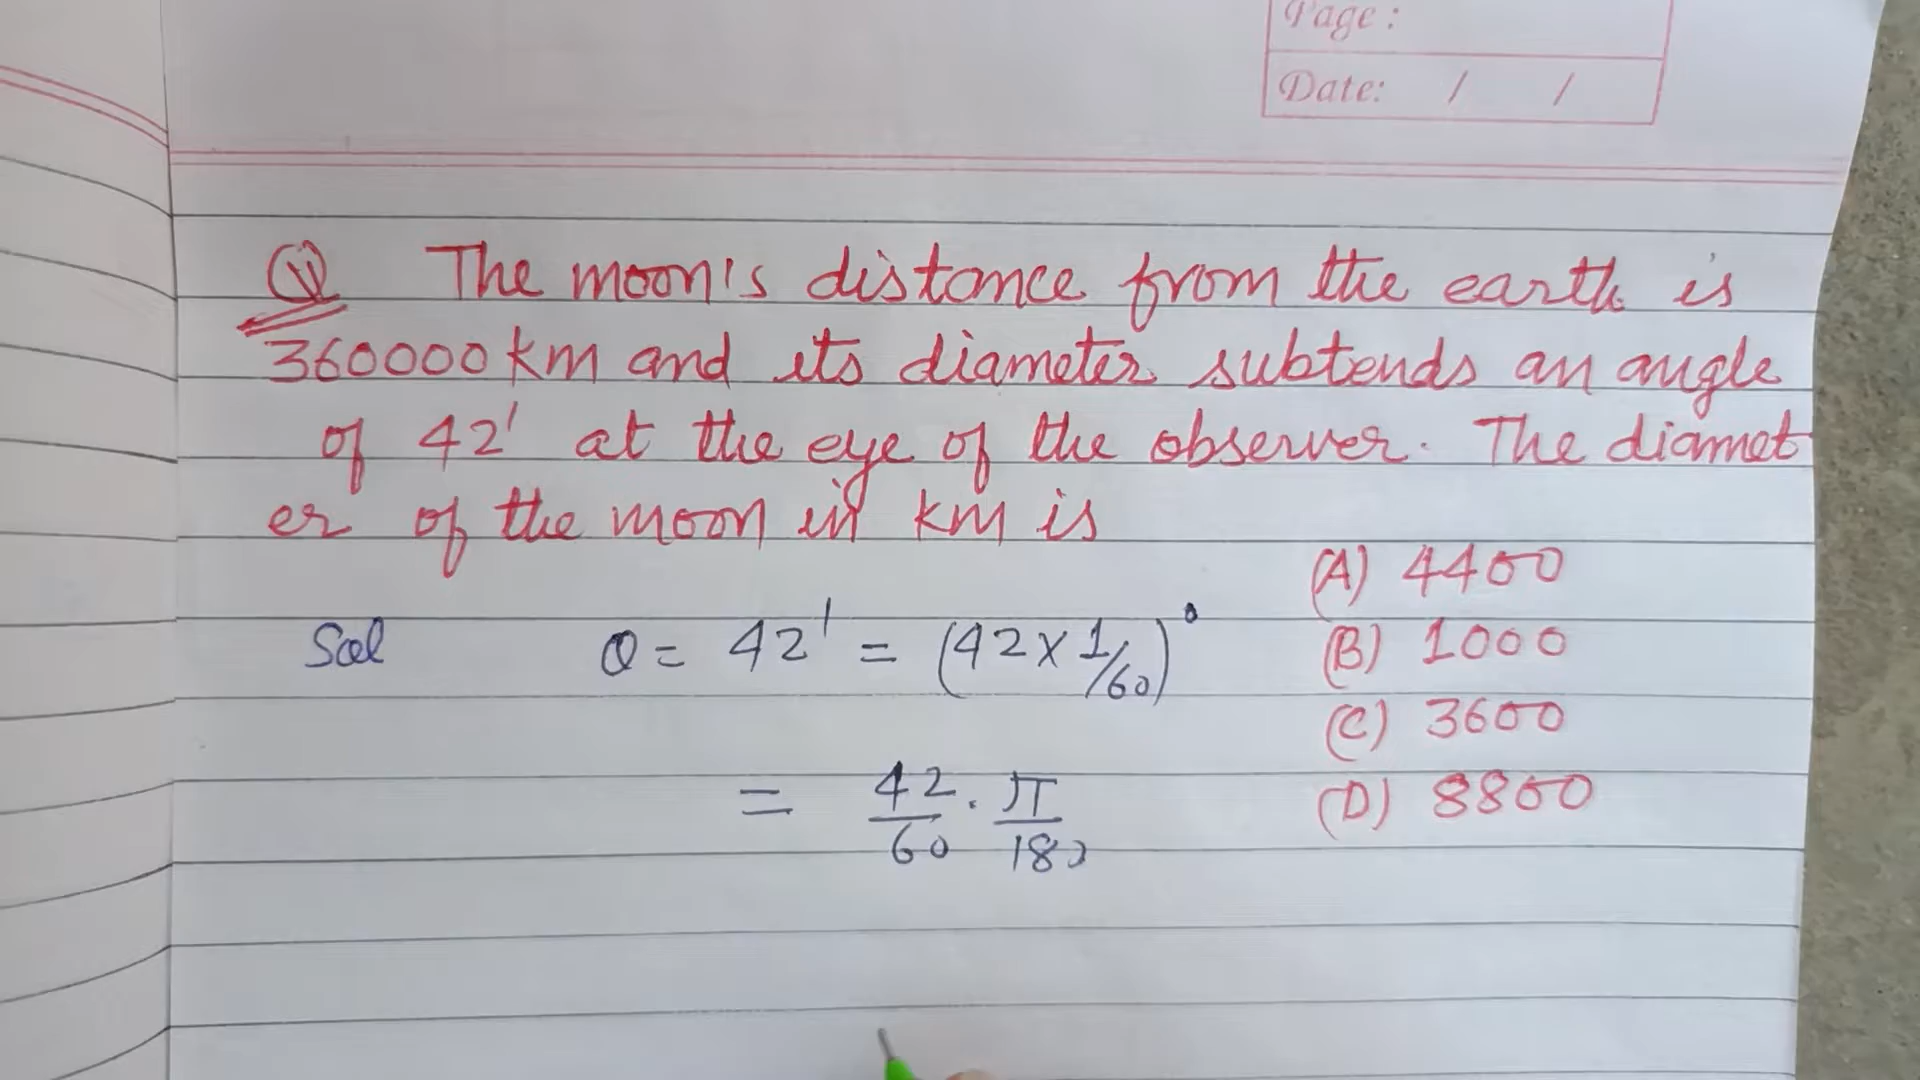 Page :
Date: / /
Q The moon's distance from the earth is
360000 km and its diameter subtends an angle
of 42' at the eye of the observer. The diamet
er of the moon in km is
(A) 4400
Sol θ = 42' = (42 x 1/60)°
(B) 1000
(C) 3600
= 42/60 . π/180
(D) 8800